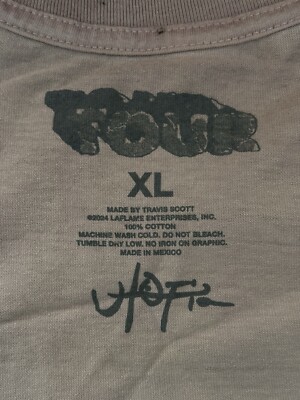 TOUR
XL
MADE BY TRAVIS SCOTT
©2024 LAFLAME ENTERPRISES, INC.
100% COTTON
MACHINE WASH COLD. DO NOT BLEACH.
TUMBLE DRY LOW. NO IRON ON GRAPHIC.
MADE IN MEXICO